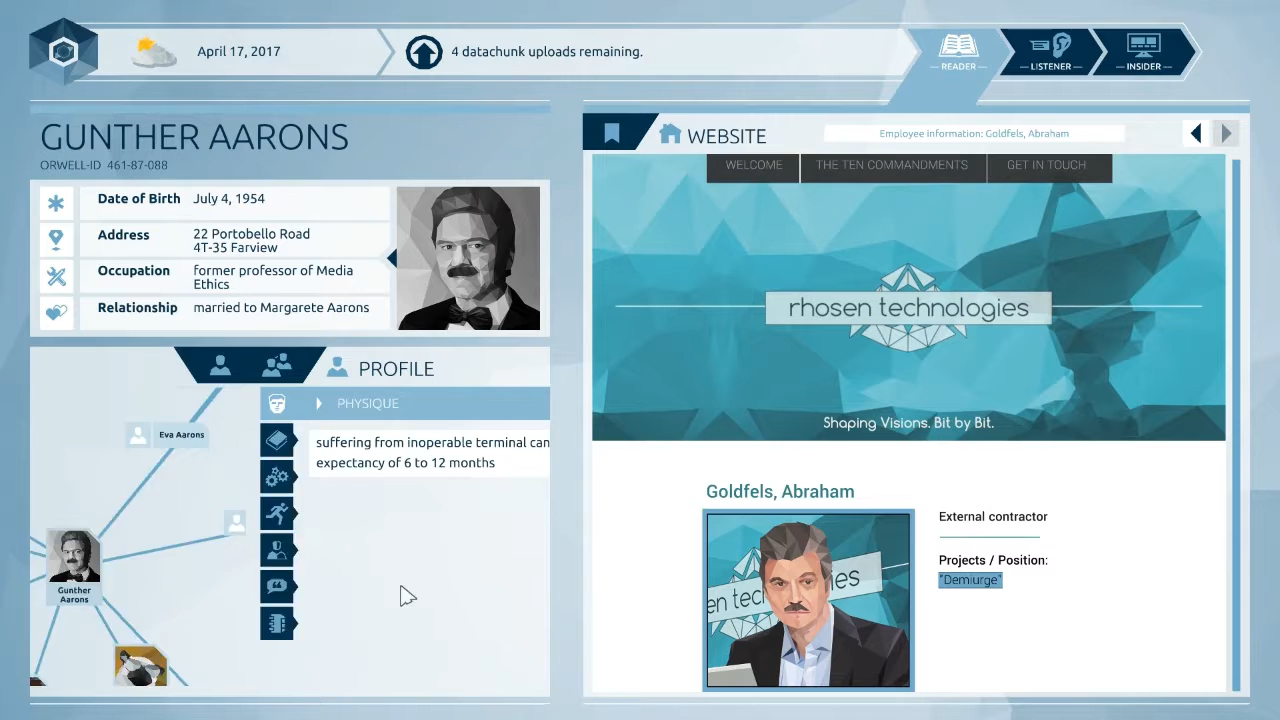 April 17, 2017
4 datachunk uploads remaining.
READER
LISTENER
INSIDER
GUNTHER AARONS
ORWELL-ID 461-87-088
Date of Birth July 4, 1954
Address 22 Portobello Road
4T-35 Farview
Occupation former professor of Media
Ethics
Relationship married to Margarete Aarons
PROFILE
PHYSIQUE
suffering from inoperable terminal can
expectancy of 6 to 12 months
Eva Aarons
Gunther
Aarons
WEBSITE
Employee information: Goldfels, Abraham
WELCOME
THE TEN COMMANDMENTS
GET IN TOUCH
rhosen technologies
Shaping Visions. Bit by Bit.
Goldfels, Abraham
en tec ies
External contractor
Projects / Position:
"Demiurge"